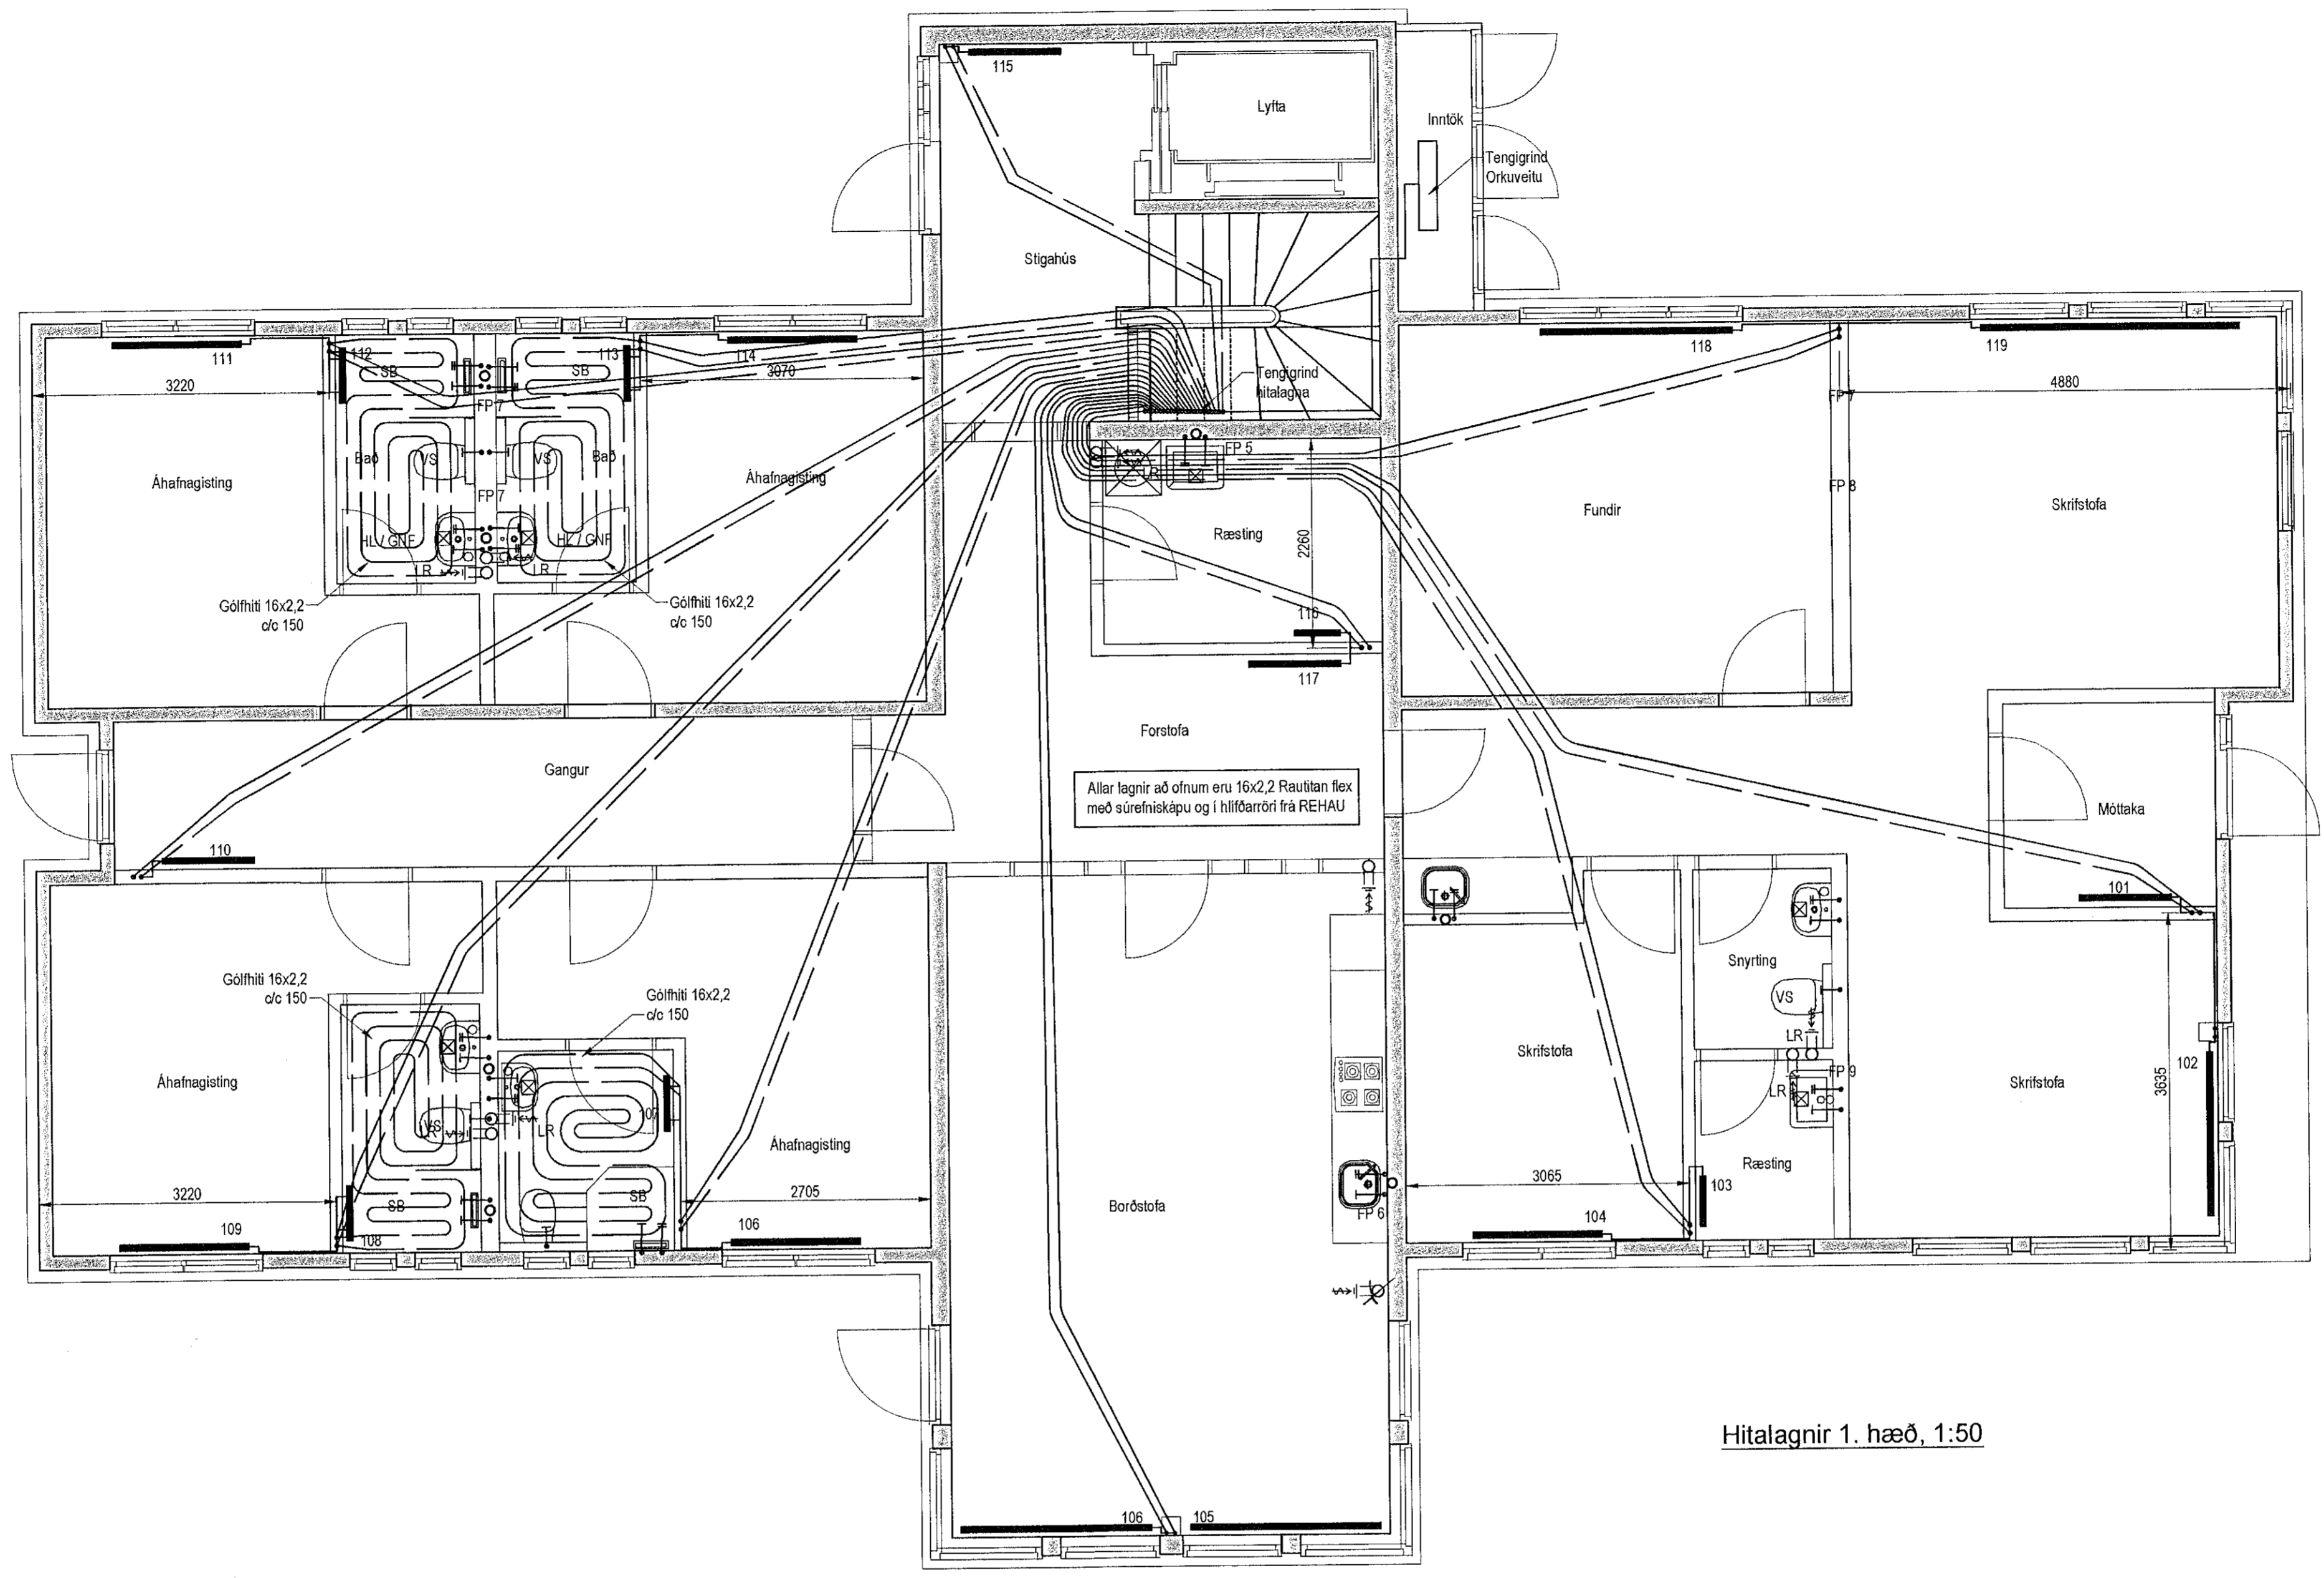 115
Lyfta
Inntök
Tengigrind
Orkuveitu
Stigahús
111
112
113
114
118
119
3220
SB
SB
3070
Tengigrind
hitalagna
4880
FP 7
FP 7
FP 5
Bað
VS
VS
Bað
R
Áhafnagisting
Áhafnagisting
FP 7
FP 8
Fundir
Skrifstofa
Ræsting
2260
HL / GNF
HL / GNF
LR
LR
Gólfhiti 16x2,2
c/c 150
Gólfhiti 16x2,2
c/c 150
116
117
Forstofa
Gangur
Allar lagnir að ofnum eru 16x2,2 Rautitan flex
með súrefniskápu og í hlífðarröri frá REHAU
Móttaka
110
101
Gólfhiti 16x2,2
c/c 150
Gólfhiti 16x2,2
c/c 150
Snyrting
VS
LR
Skrifstofa
102
Áhafnagisting
FP 9
LR
Skrifstofa
3635
107
VS
LR
Áhafnagisting
Ræsting
3220
SB
SB
2705
Borðstofa
3065
103
FP 6
104
109
108
106
Hitalagnir 1. hæð, 1:50
106
105